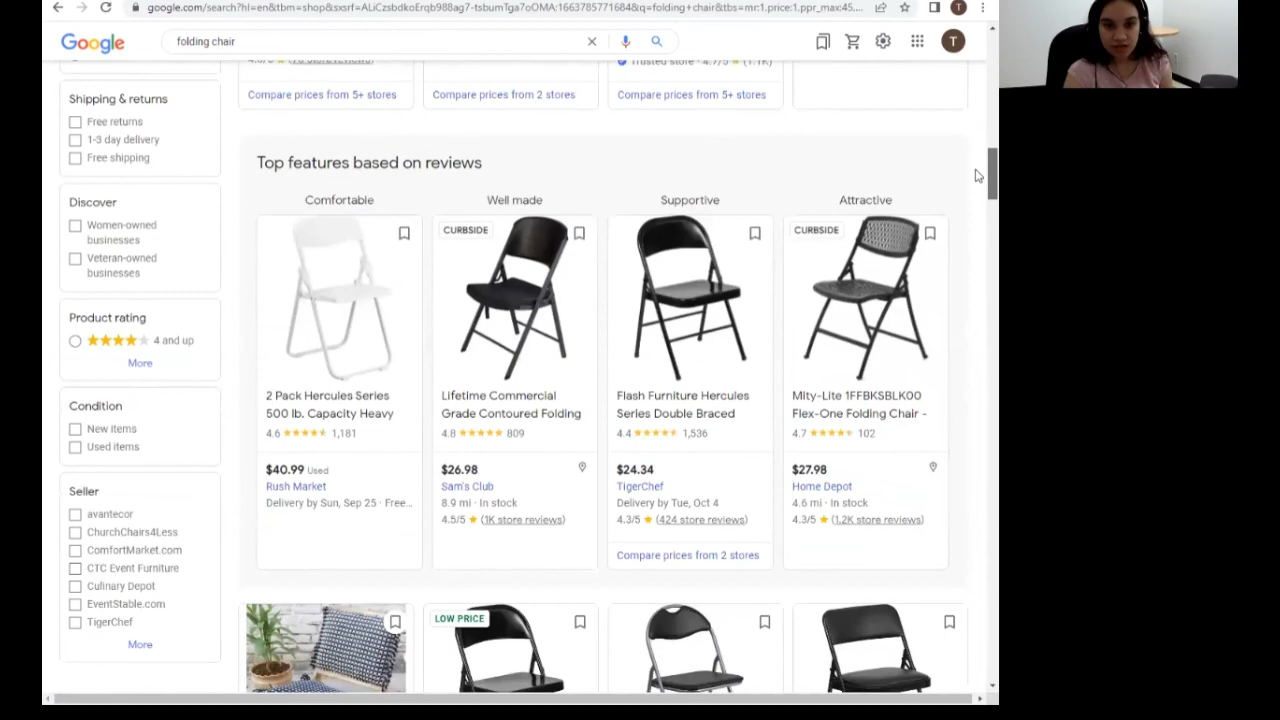 google.com/search?hl=en&tbm=shop&sxsrf=ALiCzsbdkoErqb988ag7-tsbumTga7oOMA:1663785771684&q=folding+chair&tbs=mr:1,price:1,ppr_max:45,...
T
Google
folding chair
T
4.7/5
Trusted store
(1.1K)
Compare prices from 5+ stores
Compare prices from 2 stores
Compare prices from 5+ stores
Shipping & returns
Free returns
1-3 day delivery
Free shipping
Discover
Women-owned
businesses
Veteran-owned
businesses
Product rating
4 and up
More
Condition
New items
Used items
Seller
avantecor
ChurchChairs4Less
ComfortMarket.com
CTC Event Furniture
Culinary Depot
EventStable.com
TigerChef
More
Top features based on reviews
Comfortable
2 Pack Hercules Series
500 lb. Capacity Heavy
4.6 1,181
$40.99 Used
Rush Market
Delivery by Sun, Sep 25 · Free...
Well made
CURBSIDE
Lifetime Commercial
Grade Contoured Folding
4.8 809
$26.98
Sam's Club
8.9 mi · In stock
4.5/5 (1K store reviews)
Supportive
Flash Furniture Hercules
Series Double Braced
4.4 1,536
$24.34
TigerChef
Delivery by Tue, Oct 4
4.3/5 (424 store reviews)
Compare prices from 2 stores
Attractive
CURBSIDE
Mity-Lite 1FFBKSBLK00
Flex-One Folding Chair -
4.7 102
$27.98
Home Depot
4.6 mi · In stock
4.3/5 (1.2K store reviews)
LOW PRICE